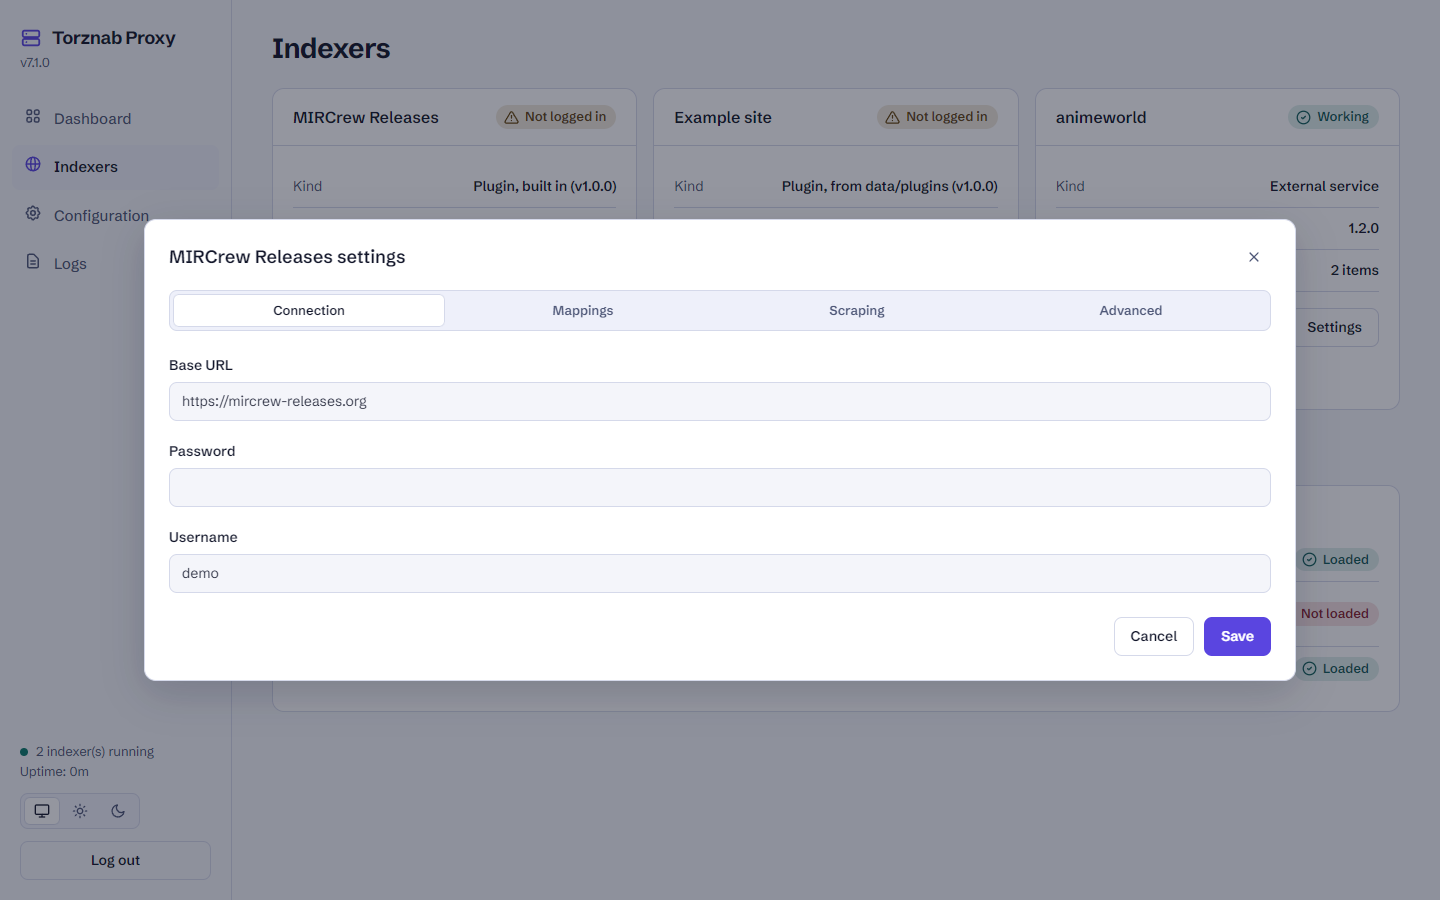 Torznab Proxy
v7.1.0
Dashboard
Indexers
Configuration
Logs
2 indexer(s) running
Uptime: 0m
Log out
Indexers
MIRCrew Releases
Not logged in
Kind
Plugin, built in (v1.0.0)
Example site
Not logged in
Kind
Plugin, from data/plugins (v1.0.0)
animeworld
Working
Kind
External service
1.2.0
2 items
Settings
Loaded
Not loaded
Loaded
MIRCrew Releases settings
Connection
Mappings
Scraping
Advanced
Base URL
https://mircrew-releases.org
Password
Username
demo
Cancel
Save